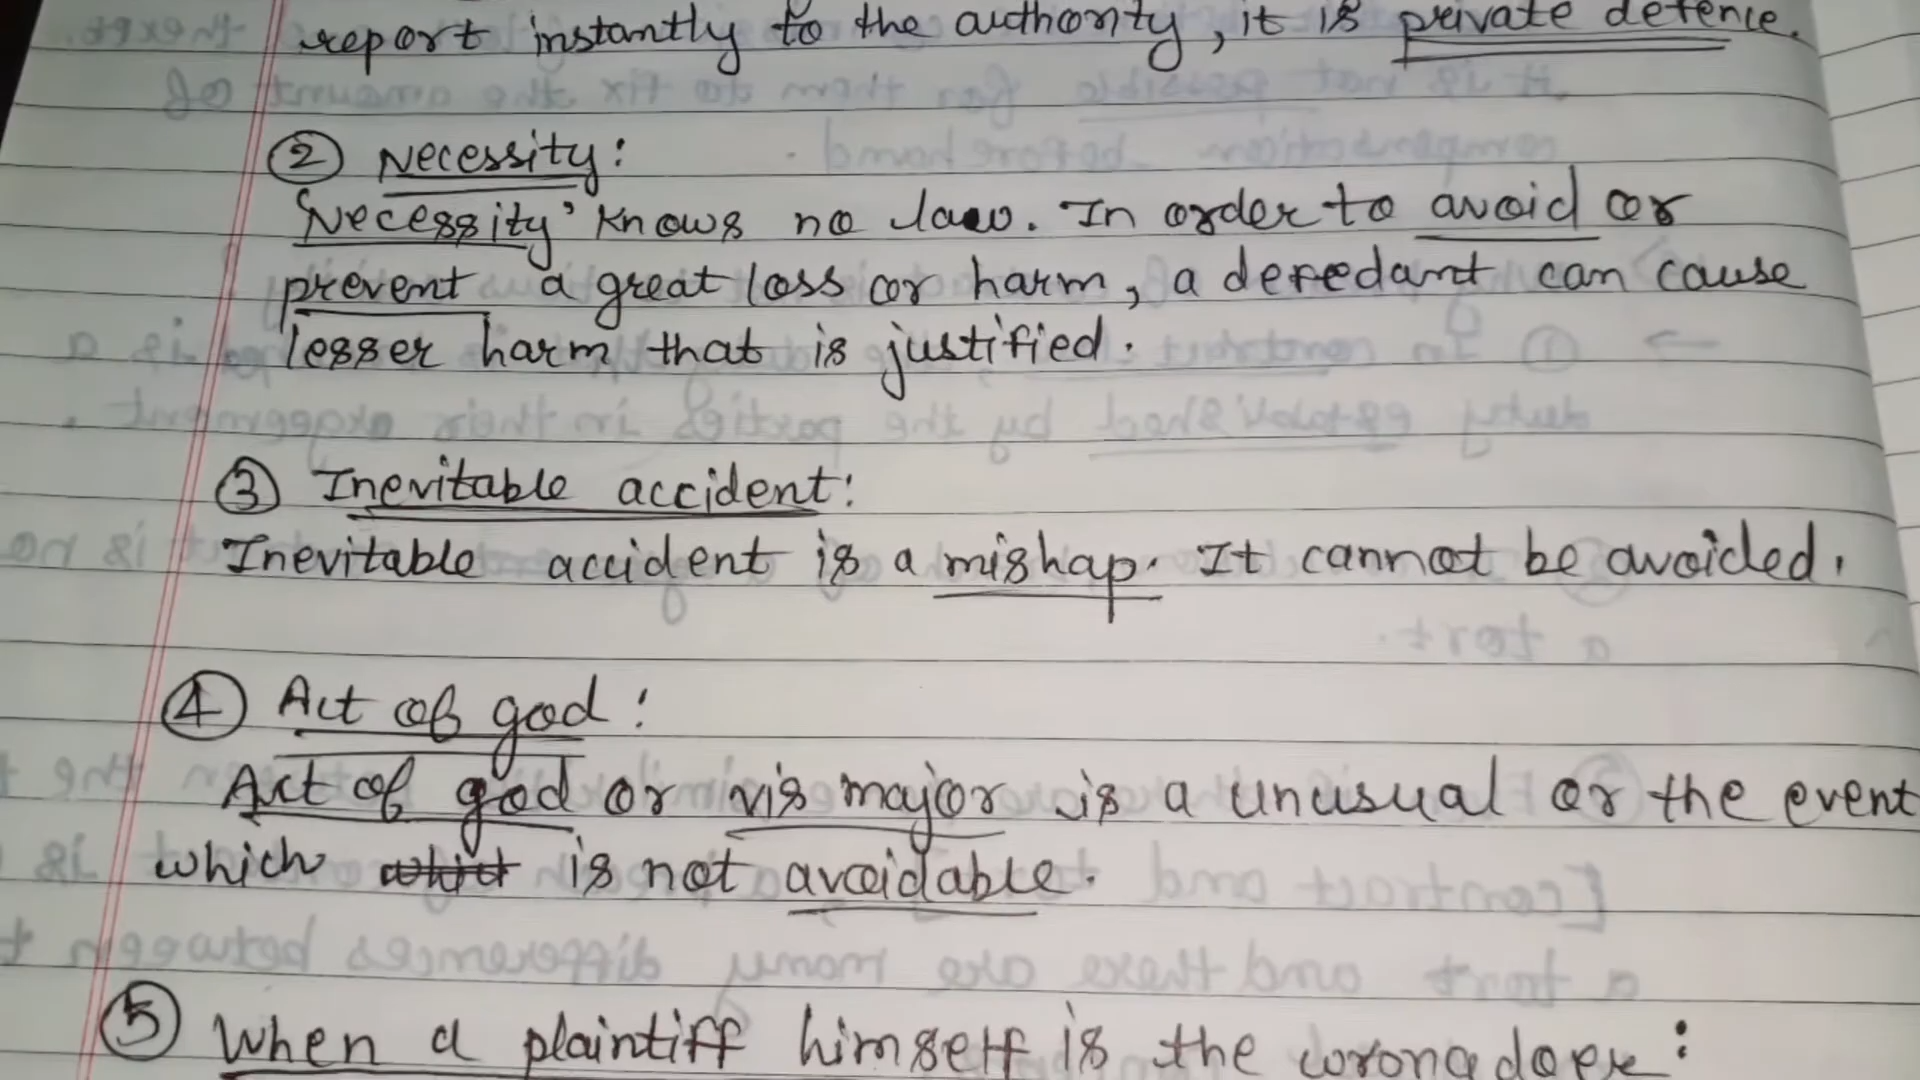 report instantly to the authority, it is private defence.
② Necessity:
'Necessity' knows no law. In order to avoid or
prevent a great loss or harm, a defedant can cause
lesser harm that is justified.
③ Inevitable accident:
Inevitable accident is a mishap. It cannot be avoided.
④ Act of god:
Act of god or vis major is a unusual or the event
which is not avoidable.
⑤ When a plaintiff himself is the wrongdoer: